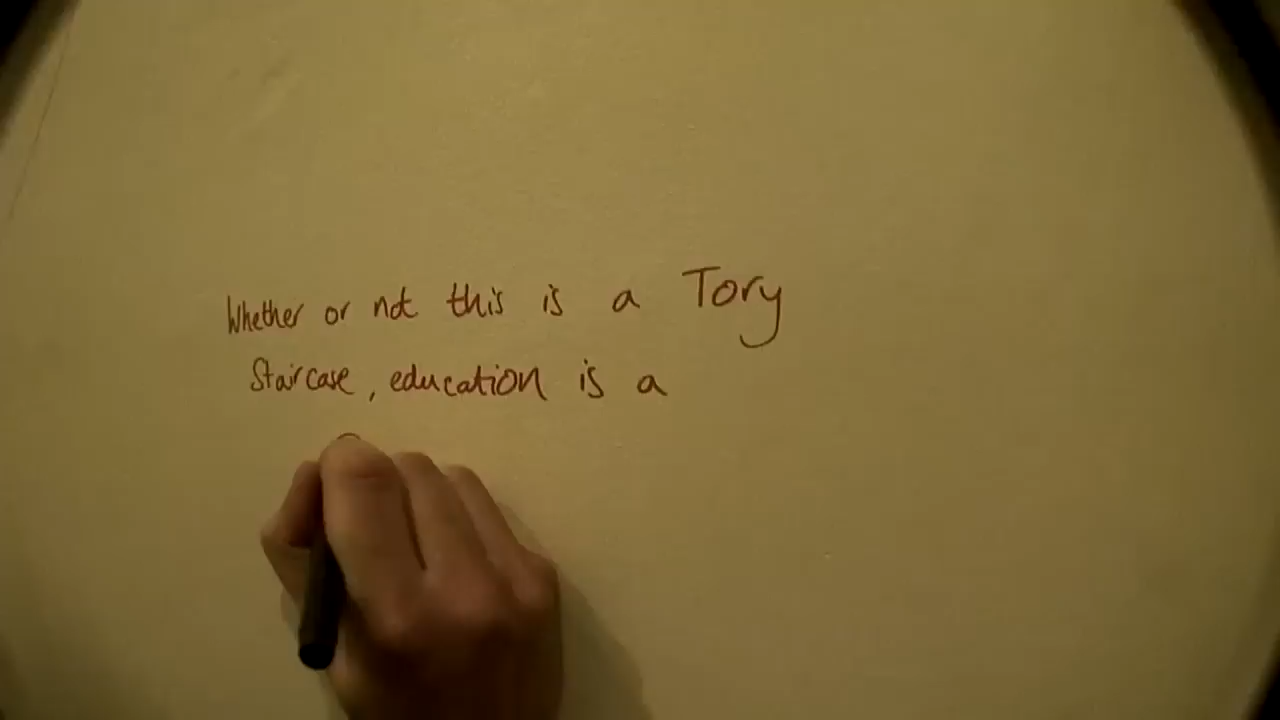 Whether or not this is a Tory
Staircase, education is a